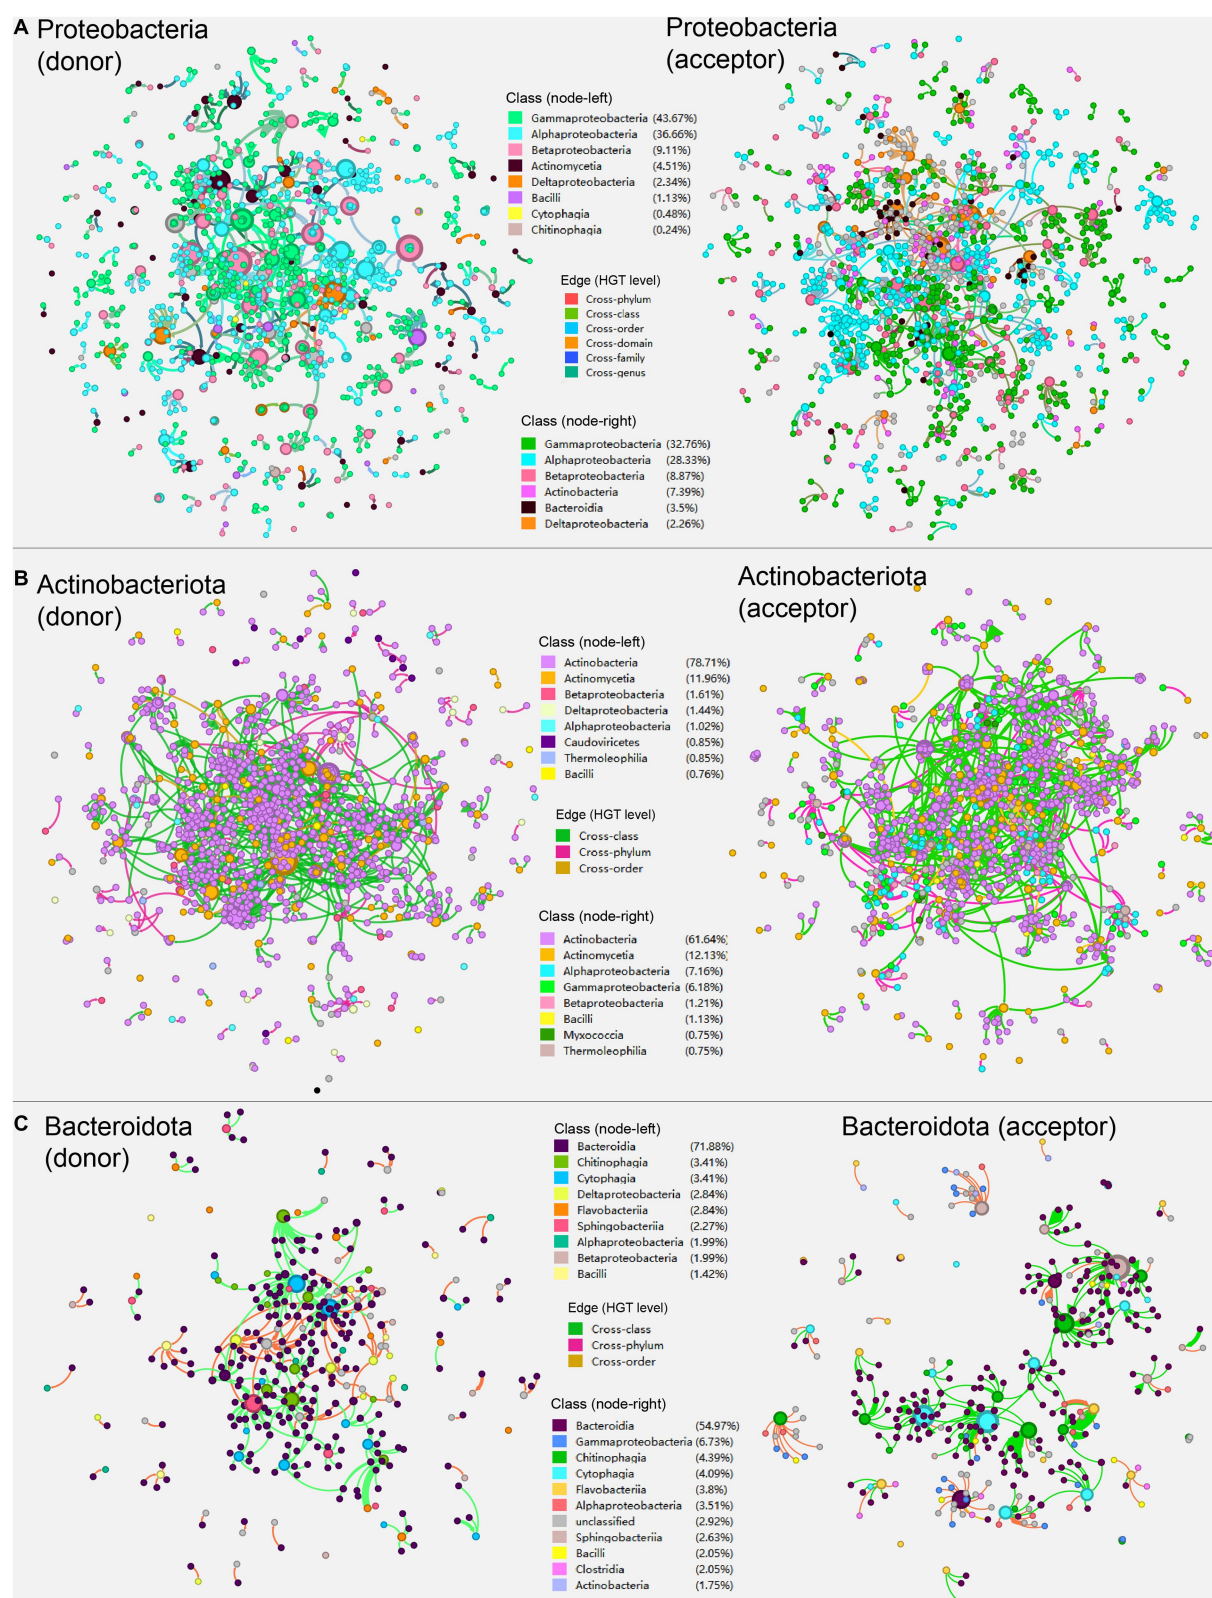 A Proteobacteria
(donor)
Proteobacteria
(acceptor)
Class (node-left)
Gammaproteobacteria (43.67%)
Alphaproteobacteria (36.66%)
Betaproteobacteria (9.11%)
Actinomycetia (4.51%)
Deltaproteobacteria (2.34%)
Bacilli (1.13%)
Cytophagia (0.48%)
Chitinophagia (0.24%)
Edge (HGT level)
Cross-phylum
Cross-class
Cross-order
Cross-domain
Cross-family
Cross-genus
Class (node-right)
Gammaproteobacteria (32.76%)
Alphaproteobacteria (28.33%)
Betaproteobacteria (8.87%)
Actinobacteria (7.39%)
Bacteroidia (3.5%)
Deltaproteobacteria (2.26%)
B Actinobacteriota
(donor)
Actinobacteriota
(acceptor)
Class (node-left)
Actinobacteria (78.71%)
Actinomycetia (11.96%)
Betaproteobacteria (1.61%)
Deltaproteobacteria (1.44%)
Alphaproteobacteria (1.02%)
Caudoviricetes (0.85%)
Thermoleophilia (0.85%)
Bacilli (0.76%)
Edge (HGT level)
Cross-class
Cross-phylum
Cross-order
Class (node-right)
Actinobacteria (61.64%)
Actinomycetia (12.13%)
Alphaproteobacteria (7.16%)
Gammaproteobacteria (6.18%)
Betaproteobacteria (1.21%)
Bacilli (1.13%)
Myxococcia (0.75%)
Thermoleophilia (0.75%)
C Bacteroidota
(donor)
Bacteroidota (acceptor)
Class (node-left)
Bacteroidia (71.88%)
Chitinophagia (3.41%)
Cytophagia (3.41%)
Deltaproteobacteria (2.84%)
Flavobacteriia (2.84%)
Sphingobacteriia (2.27%)
Alphaproteobacteria (1.99%)
Betaproteobacteria (1.99%)
Bacilli (1.42%)
Edge (HGT level)
Cross-class
Cross-phylum
Cross-order
Class (node-right)
Bacteroidia (54.97%)
Gammaproteobacteria (6.73%)
Chitinophagia (4.39%)
Cytophagia (4.09%)
Flavobacteriia (3.8%)
Alphaproteobacteria (3.51%)
unclassified (2.92%)
Sphingobacteriia (2.63%)
Bacilli (2.05%)
Clostridia (2.05%)
Actinobacteria (1.75%)